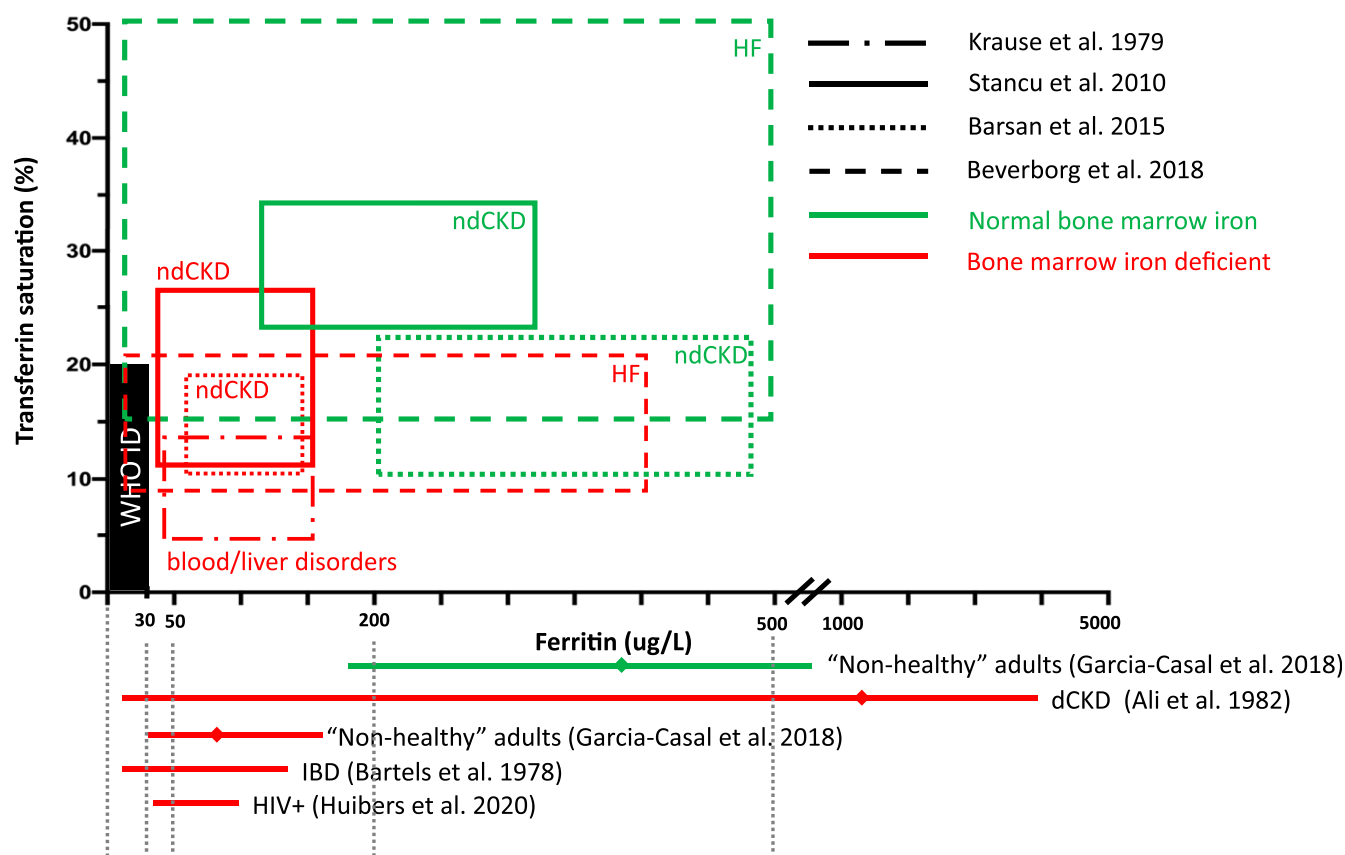 Transferrin saturation (%)
50
40
30
20
10
0
HF
ndCKD
ndCKD
ndCKD
HF
ndCKD
WHO ID
blood/liver disorders
Krause et al. 1979
Stancu et al. 2010
Barsan et al. 2015
Beverborg et al. 2018
Normal bone marrow iron
Bone marrow iron deficient
30 50 200 500 1000 5000
Ferritin (ug/L)
“Non-healthy” adults (Garcia-Casal et al. 2018)
dCKD (Ali et al. 1982)
“Non-healthy” adults (Garcia-Casal et al. 2018)
IBD (Bartels et al. 1978)
HIV+ (Huibers et al. 2020)